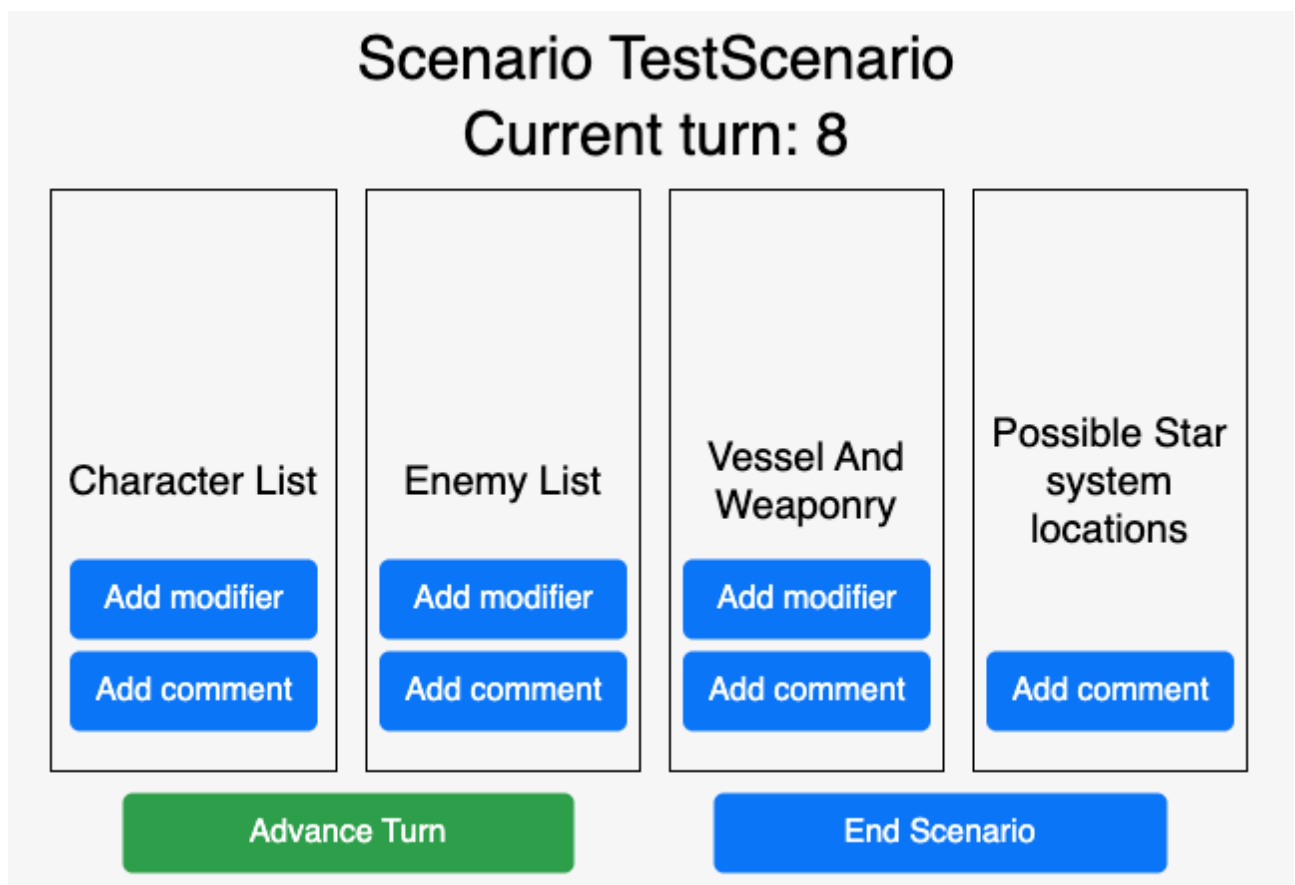 Scenario TestScenario
Current turn: 8
Character List
Add modifier
Add comment
Enemy List
Add modifier
Add comment
Vessel And
Weaponry
Add modifier
Add comment
Possible Star
system
locations
Add comment
Advance Turn
End Scenario